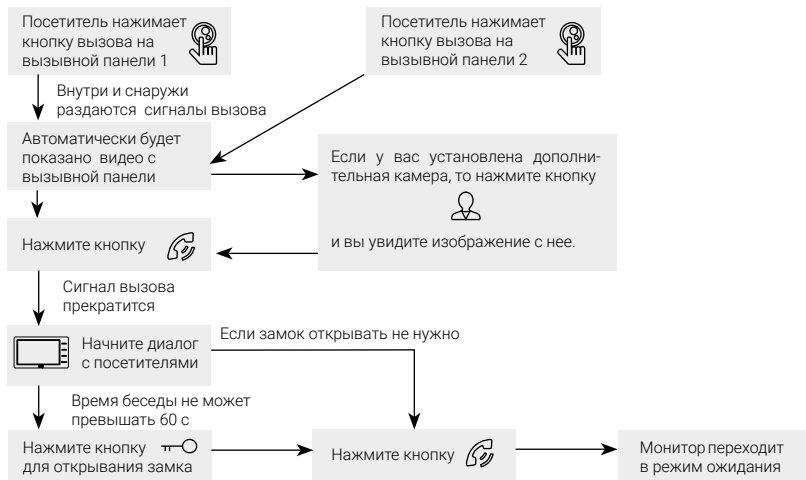 Посетитель нажимает
кнопку вызова на
вызывной панели 1
Посетитель нажимает
кнопку вызова на
вызывной панели 2
Внутри и снаружи
раздаются сигналы вызова
Автоматически будет
показано видео с
вызывной панели
Если у вас установлена дополни-
тельная камера, то нажмите кнопку
и вы увидите изображение с нее.
Нажмите кнопку
Сигнал вызова
прекратится
Начните диалог
с посетителями
Если замок открывать не нужно
Время беседы не может
превышать 60 с
Нажмите кнопку
для открывания замка
Нажмите кнопку
Монитор переходит
в режим ожидания